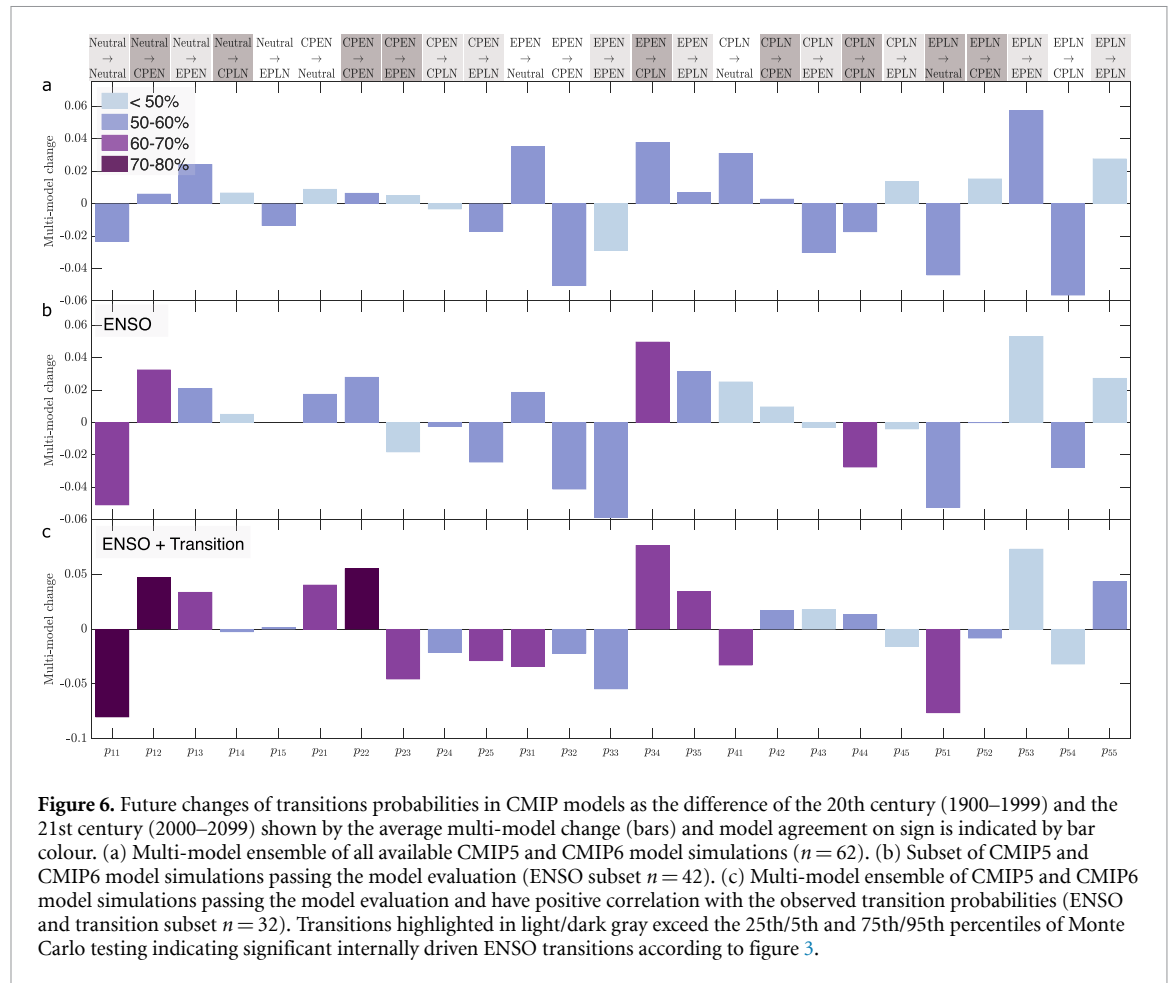 Neutral Neutral Neutral Neutral Neutral CPEN CPEN CPEN CPEN CPEN EPEN EPEN EPEN EPEN EPEN CPLN CPLN CPLN CPLN CPLN EPLN EPLN EPLN EPLN EPLN
→ → → → → → → → → → → → → → → → → → → → → → → → →
Neutral CPEN EPEN CPLN EPLN Neutral CPEN EPEN CPLN EPLN Neutral CPEN EPEN CPLN EPLN Neutral CPEN EPEN CPLN EPLN Neutral CPEN EPEN CPLN EPLN
a
< 50%
50-60%
60-70%
70-80%
0.06
0.04
0.02
0
-0.02
-0.04
-0.06
Multi-model change
b
ENSO
0.06
0.04
0.02
0
-0.02
-0.04
-0.06
Multi-model change
c
ENSO + Transition
0.05
0
-0.05
-0.1
Multi-model change
p11 p12 p13 p14 p15 p21 p22 p23 p24 p25 p31 p32 p33 p34 p35 p41 p42 p43 p44 p45 p51 p52 p53 p54 p55
Figure 6. Future changes of transitions probabilities in CMIP models as the difference of the 20th century (1900–1999) and the
21st century (2000–2099) shown by the average multi-model change (bars) and model agreement on sign is indicated by bar
colour. (a) Multi-model ensemble of all available CMIP5 and CMIP6 model simulations (n = 62). (b) Subset of CMIP5 and
CMIP6 model simulations passing the model evaluation (ENSO subset n = 42). (c) Multi-model ensemble of CMIP5 and CMIP6
model simulations passing the model evaluation and have positive correlation with the observed transition probabilities (ENSO
and transition subset n = 32). Transitions highlighted in light/dark gray exceed the 25th/5th and 75th/95th percentiles of Monte
Carlo testing indicating significant internally driven ENSO transitions according to figure 3.